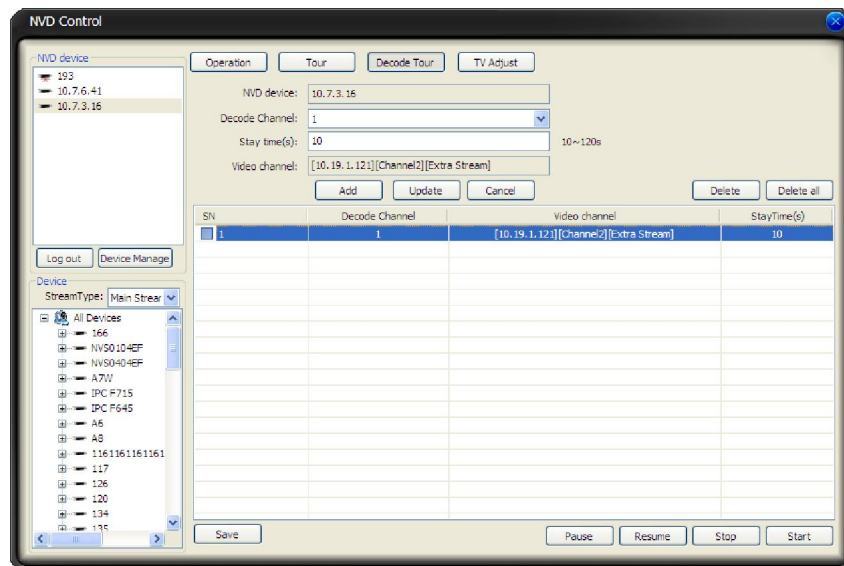 NVD Control
NVD device
193
10.7.6.41
10.7.3.16
Log out Device Manage
Device
StreamType: Main Strear
All Devices
166
NVS0104EF
NVS0404EF
A7W
IPC F715
IPC F645
A6
A8
1161161161161
117
126
120
134
135
Operation Tour Decode Tour TV Adjust
NVD device: 10.7.3.16
Decode Channel: 1
Stay time(s): 10 10~120s
Video channel: [10.19.1.121][Channel2][Extra Stream]
Add Update Cancel Delete Delete all
SN Decode Channel Video channel StayTime(s)
1 1 [10.19.1.121][Channel2][Extra Stream] 10
Save Pause Resume Stop Start